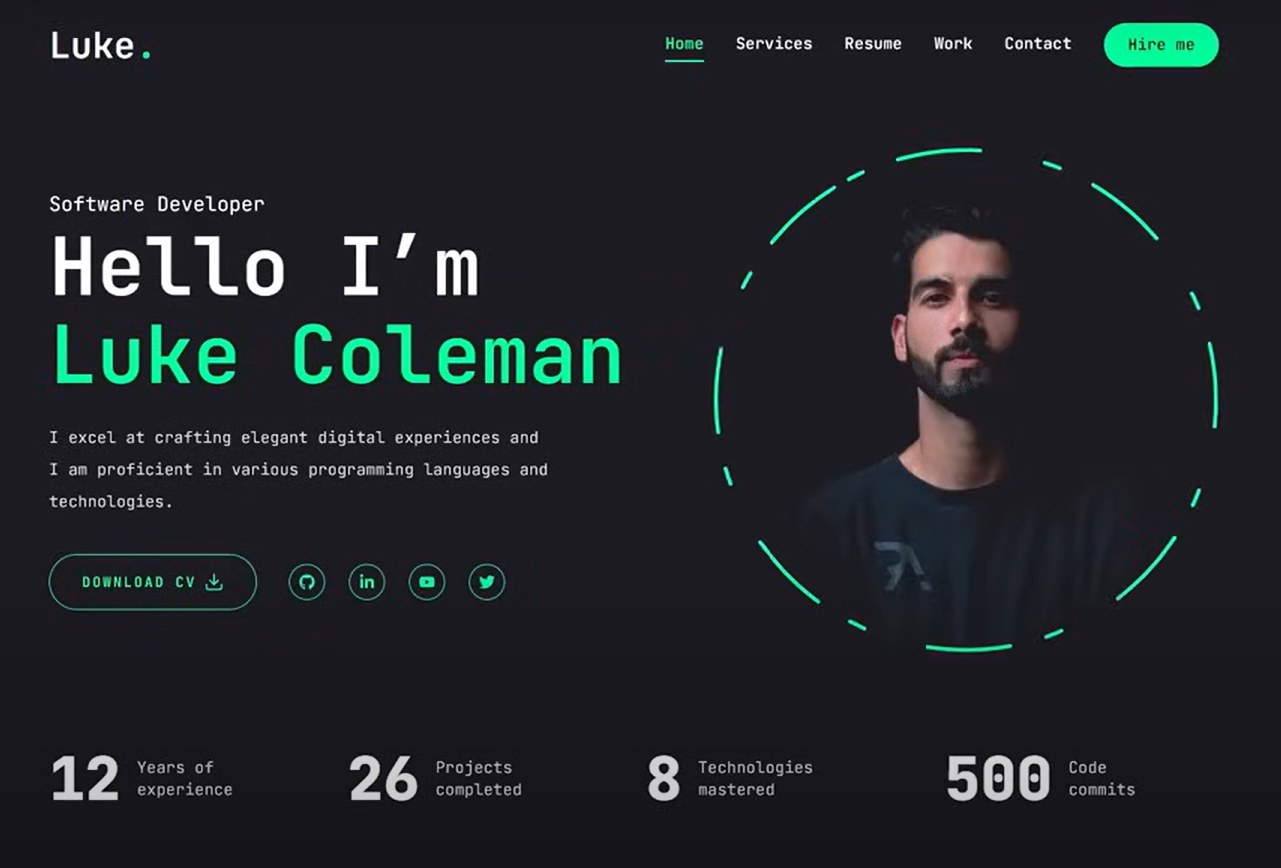 Luke.
Home Services Resume Work Contact Hire me
Software Developer
Hello I’m
Luke Coleman
I excel at crafting elegant digital experiences and
I am proficient in various programming languages and
technologies.
DOWNLOAD CV
in
12 Years of experience
26 Projects completed
8 Technologies mastered
500 Code commits